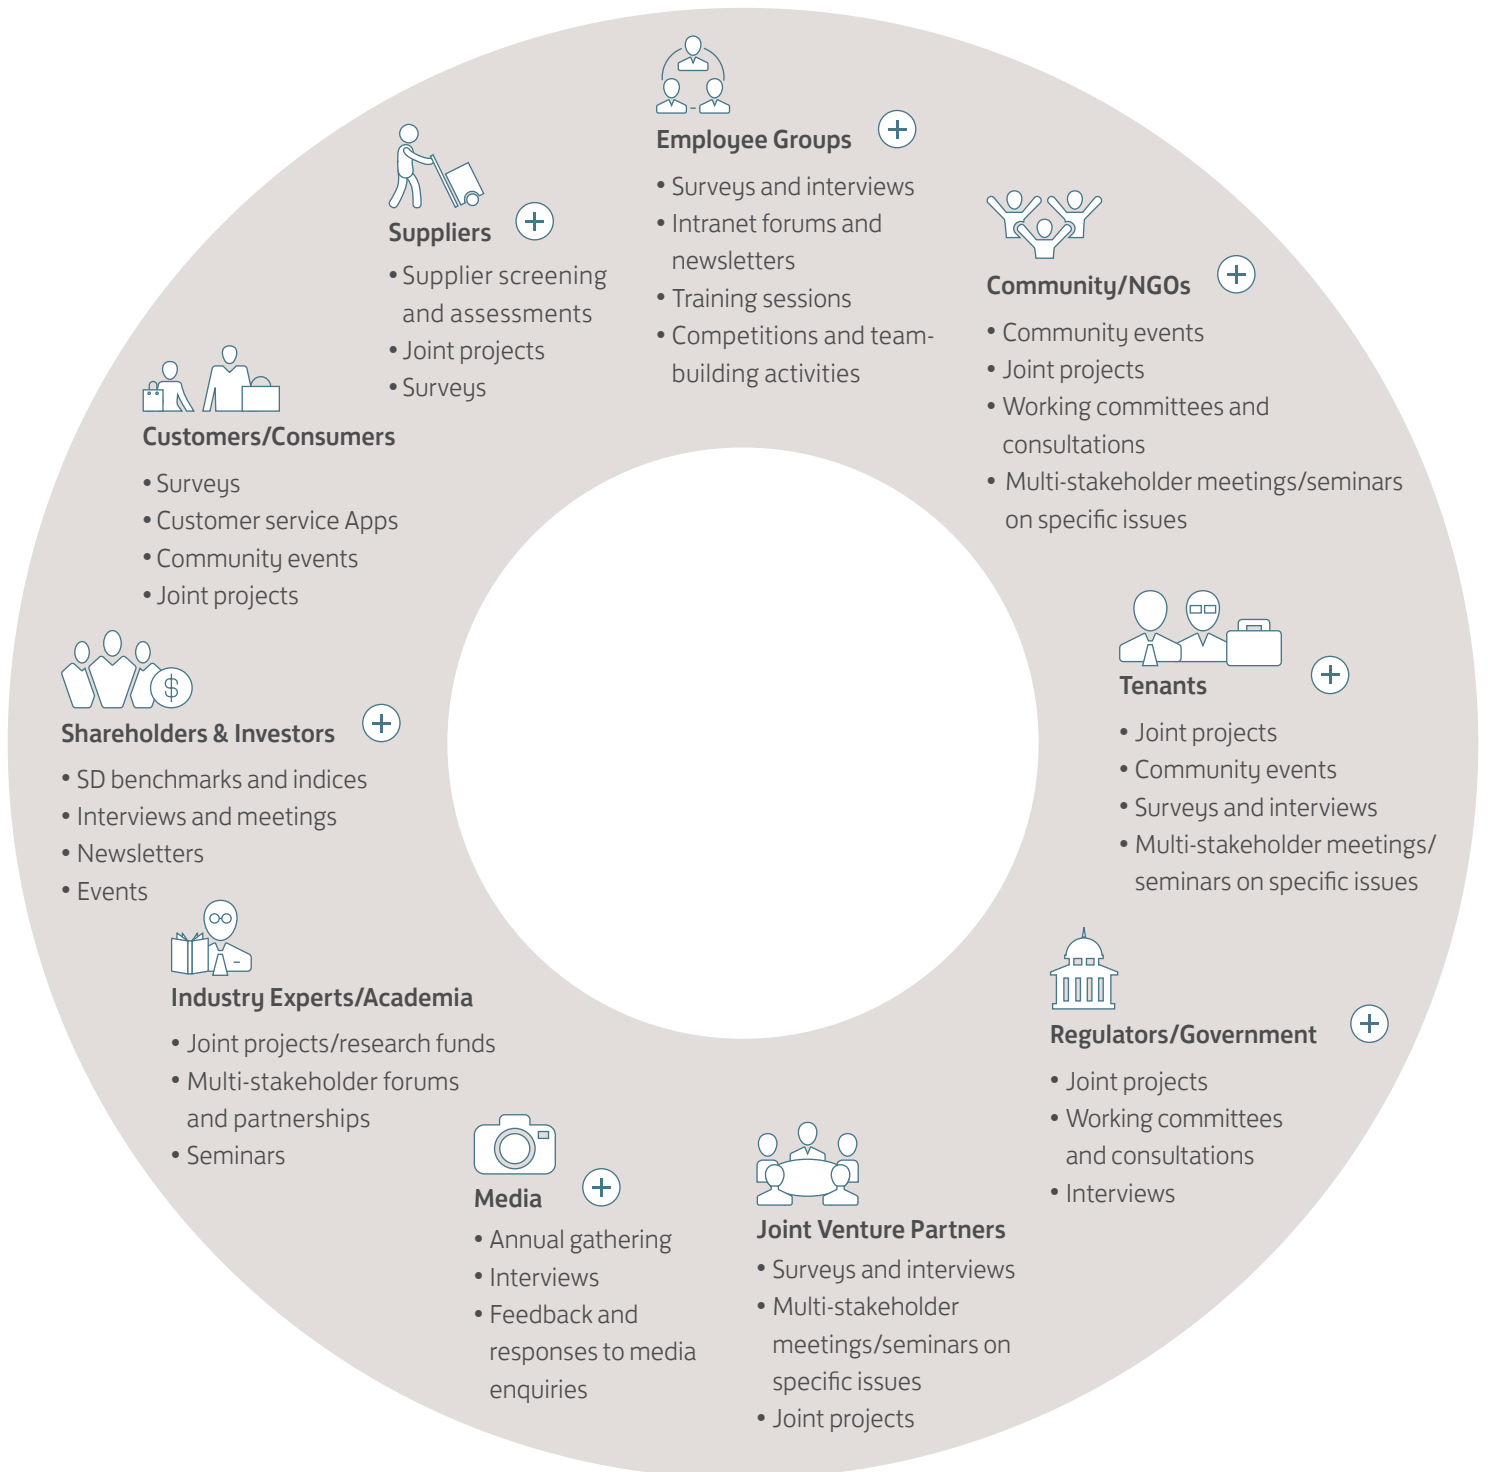 Employee Groups
• Surveys and interviews
• Intranet forums and
newsletters
• Training sessions
• Competitions and team-
building activities
Community/NGOs
• Community events
• Joint projects
• Working committees and
consultations
• Multi-stakeholder meetings/seminars
on specific issues
Tenants
• Joint projects
• Community events
• Surveys and interviews
• Multi-stakeholder meetings/
seminars on specific issues
Regulators/Government
• Joint projects
• Working committees
and consultations
• Interviews
Joint Venture Partners
• Surveys and interviews
• Multi-stakeholder
meetings/seminars on
specific issues
• Joint projects
Media
• Annual gathering
• Interviews
• Feedback and
responses to media
enquiries
Industry Experts/Academia
• Joint projects/research funds
• Multi-stakeholder forums
and partnerships
• Seminars
$
Shareholders & Investors
• SD benchmarks and indices
• Interviews and meetings
• Newsletters
• Events
Customers/Consumers
• Surveys
• Customer service Apps
• Community events
• Joint projects
Suppliers
• Supplier screening
and assessments
• Joint projects
• Surveys